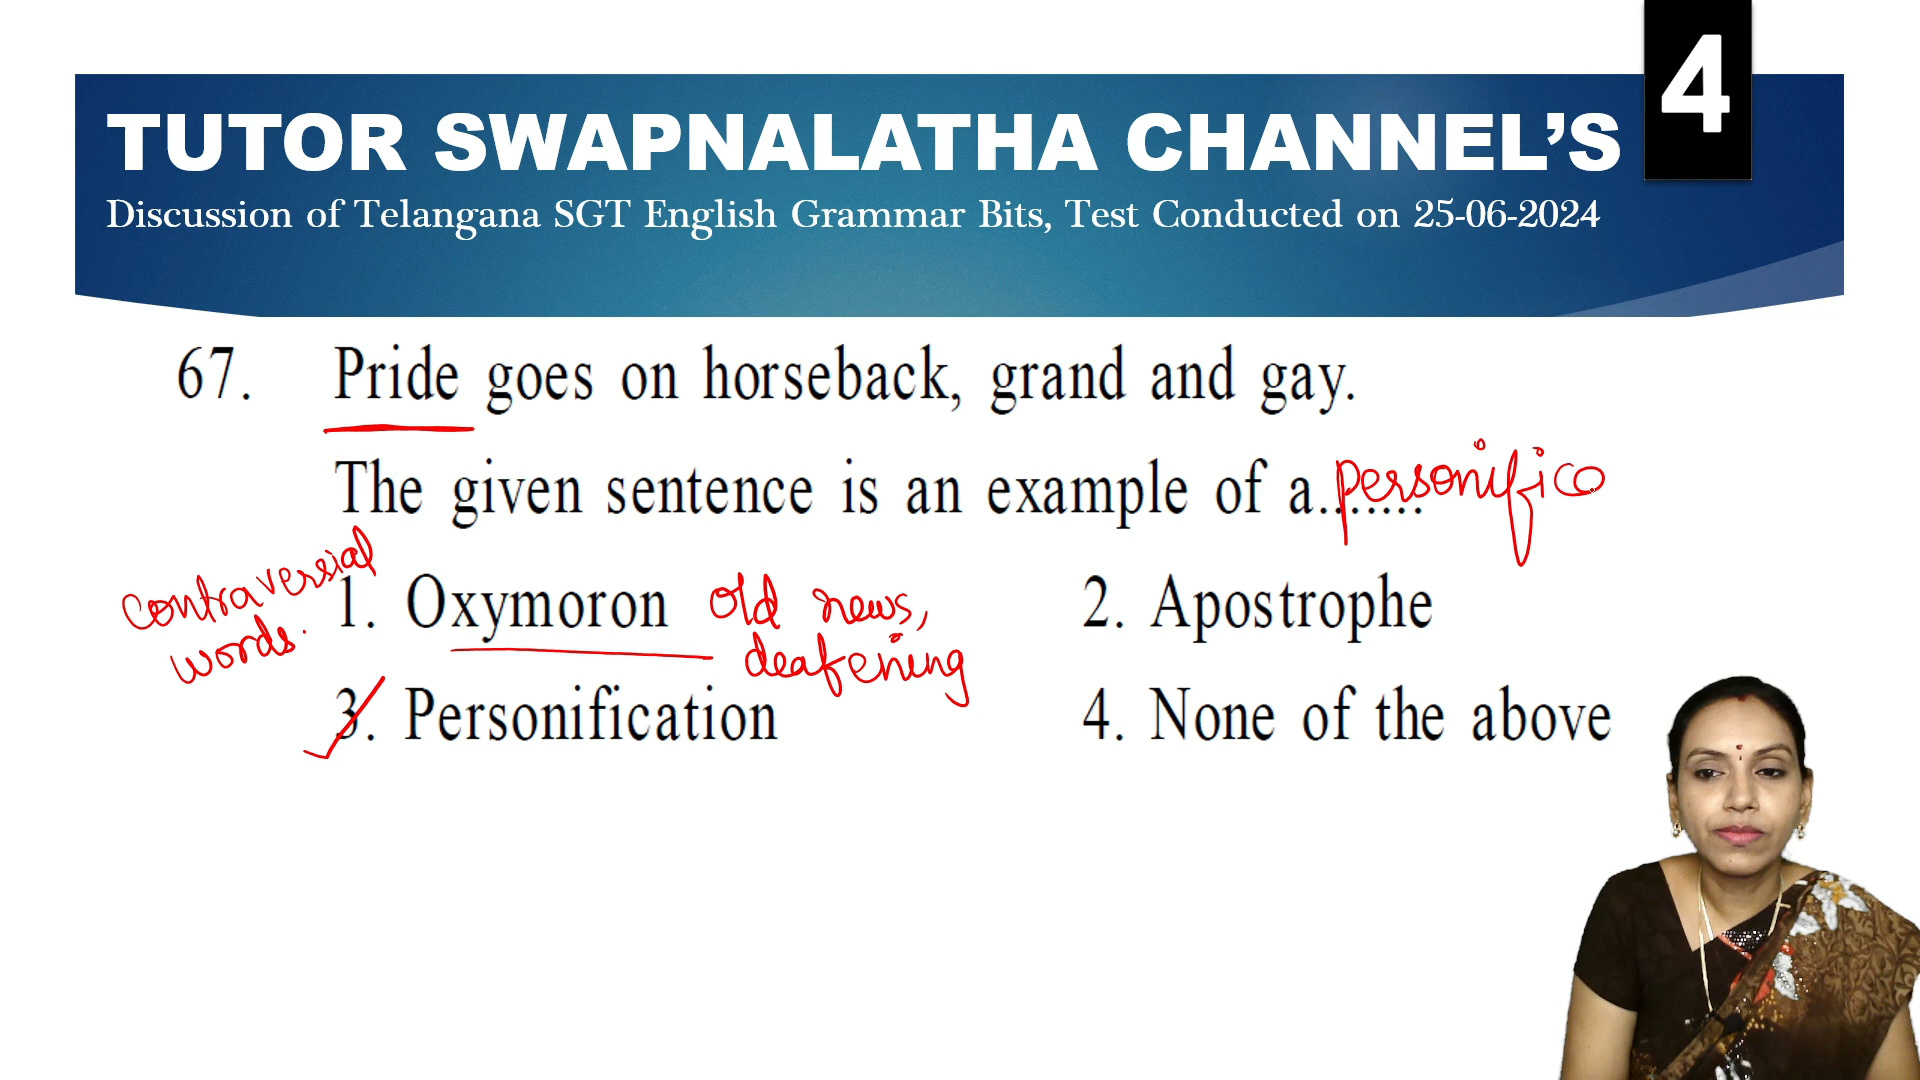 4
TUTOR SWAPNALATHA CHANNEL’S
Discussion of Telangana SGT English Grammar Bits, Test Conducted on 25-06-2024
67. Pride goes on horseback, grand and gay.
The given sentence is an example of a....... personifica
contraversial
words.
1. Oxymoron old news,
deafening
2. Apostrophe
3. Personification
4. None of the above